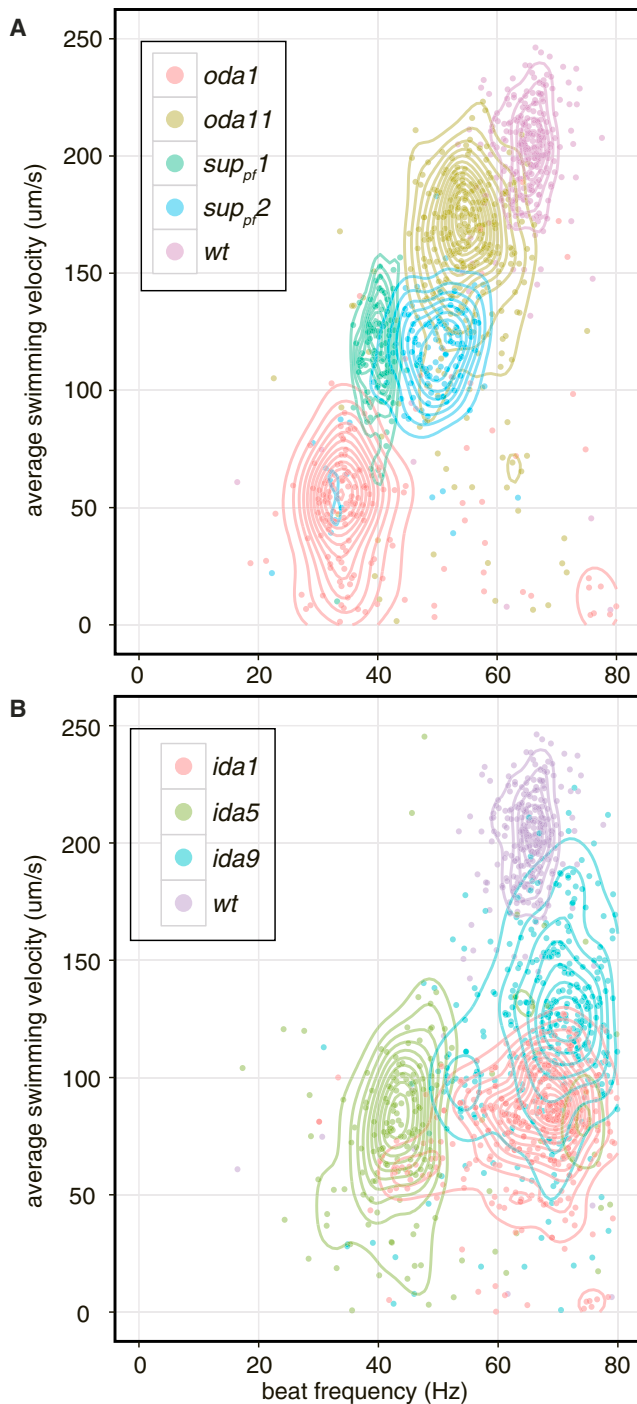 A
250
200
150
100
50
0
average swimming velocity (um/s)
oda1
oda11
sup_pf1
sup_pf2
wt
0 20 40 60 80
B
250
200
150
100
50
0
average swimming velocity (um/s)
ida1
ida5
ida9
wt
0 20 40 60 80
beat frequency (Hz)